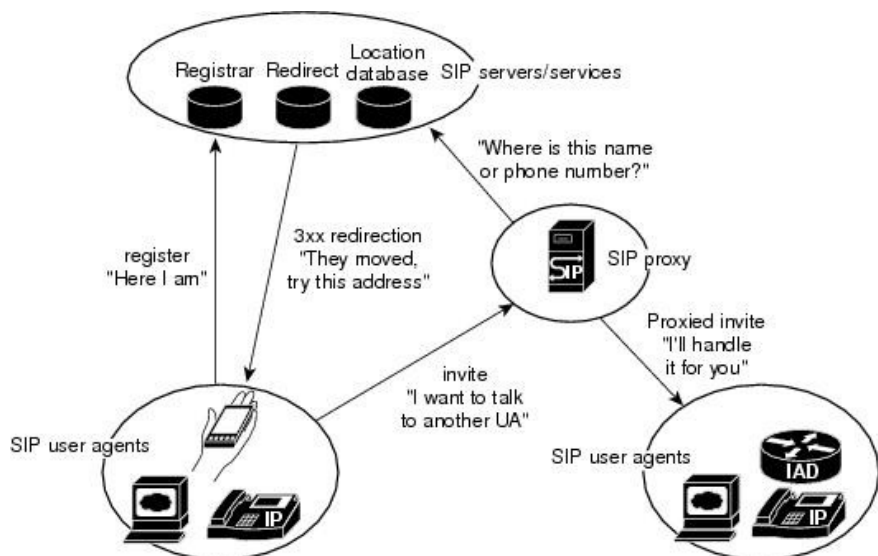 Registrar
Redirect
Location
database
SIP servers/services
"Where is this name
or phone number?"
register
"Here I am"
3xx redirection
"They moved,
try this address"
SIP
SIP proxy
Proxied invite
"I'll handle
it for you"
invite
"I want to talk
to another UA"
SIP user agents
IP
SIP user agents
IAD
IP